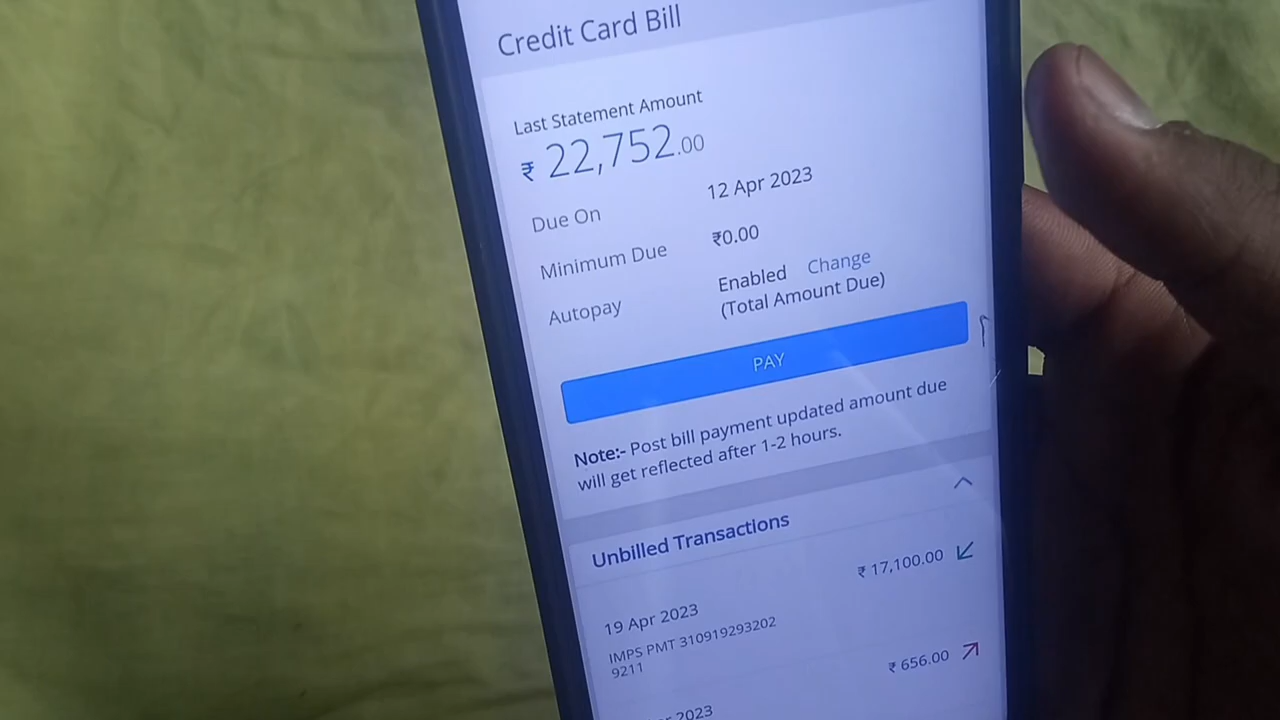 Credit Card Bill
Last Statement Amount
₹ 22,752.00
Due On 12 Apr 2023
Minimum Due ₹0.00
Autopay Enabled Change
(Total Amount Due)
PAY
Note:- Post bill payment updated amount due
will get reflected after 1-2 hours.
Unbilled Transactions
₹ 17,100.00
19 Apr 2023
IMPS PMT 310919293202
9211
₹ 656.00
2023